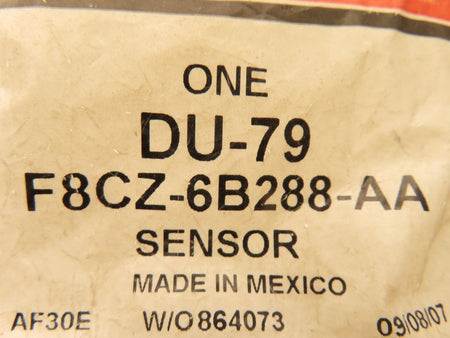 ONE
DU-79
F8CZ-6B288-AA
SENSOR
MADE IN MEXICO
AF30E W/O864073 09/08/07